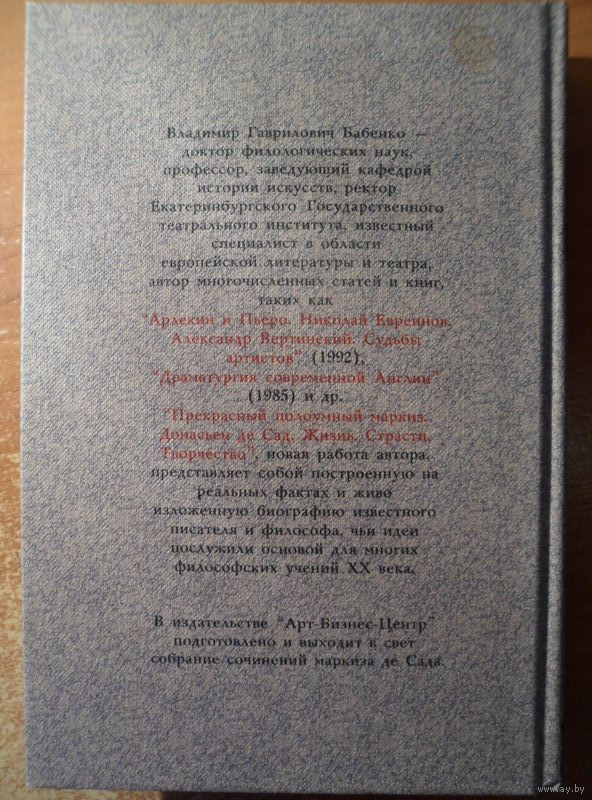 Владимир Гаврилович Бабенко —
доктор филологических наук,
профессор, заведующий кафедрой
истории искусств, ректор
Екатеринбургского Государственного
театрального института, известный
специалист в области
европейской литературы и театра,
автор многочисленных статей и книг,
таких как
"Арлекин и Пьеро. Николай Евреинов,
Александр Вертинский. Судьбы
артистов" (1992),
"Драматургия современной Англии"
(1985) и др.
"Прекрасный полоумный маркиз.
Донасьен де Сад. Жизнь. Страсти.
Творчество", новая работа автора,
представляет собой построенную на
реальных фактах и живо
изложенную биографию известного
писателя и философа, чьи идеи
послужили основой для многих
философских учений XX века.
В издательстве "Арт-Бизнес-Центр"
подготовлено и выходит в свет
собрание сочинений маркиза де Сада.
www.ay.by